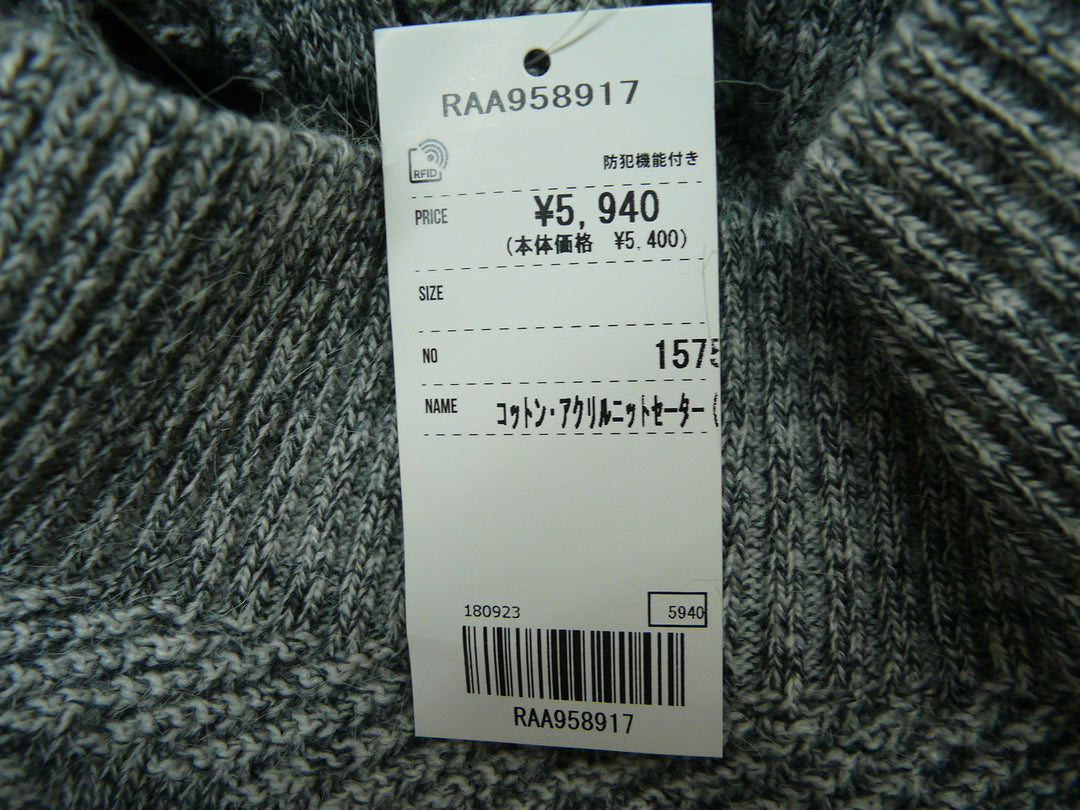 RAA958917
RFID
防犯機能付き
PRICE ¥5,940
(本体価格 ¥5,400)
SIZE
NO 1575
NAME コットン・アクリルニットセーター (
180923 5940
RAA958917